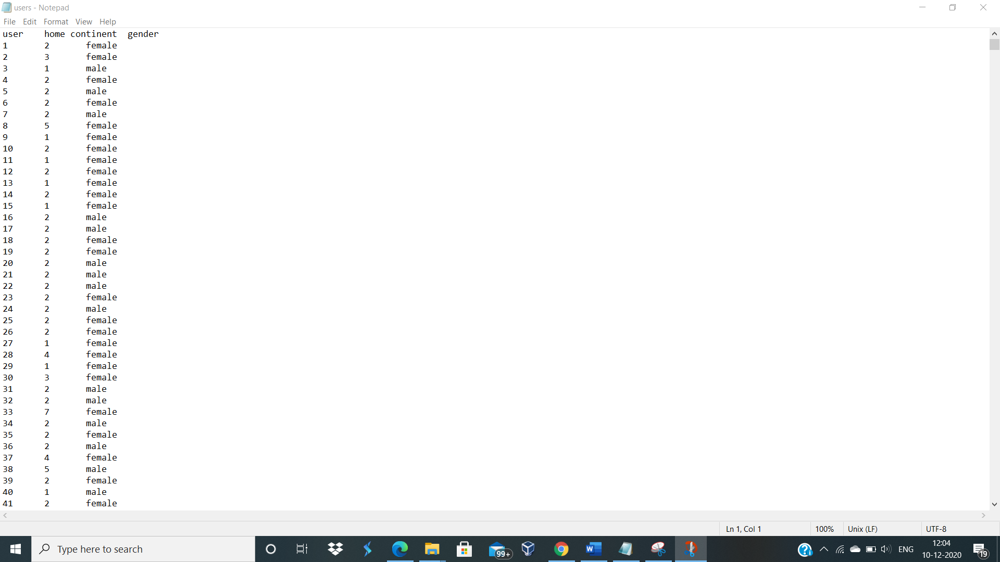 users - Notepad
File Edit Format View Help
user home continent gender
1 2 female
2 3 female
3 1 male
4 2 female
5 2 male
6 2 female
7 2 male
8 5 female
9 1 female
10 2 female
11 1 female
12 2 female
13 1 female
14 2 female
15 1 female
16 2 male
17 2 male
18 2 female
19 2 female
20 2 male
21 2 male
22 2 male
23 2 female
24 2 male
25 2 female
26 2 female
27 1 female
28 4 female
29 1 female
30 3 female
31 2 male
32 2 male
33 7 female
34 2 male
35 2 female
36 2 male
37 4 female
38 5 male
39 2 female
40 1 male
41 2 female
Ln 1, Col 1 100% Unix (LF) UTF-8
Type here to search 99+ W ENG 12:04
10-12-2020 19